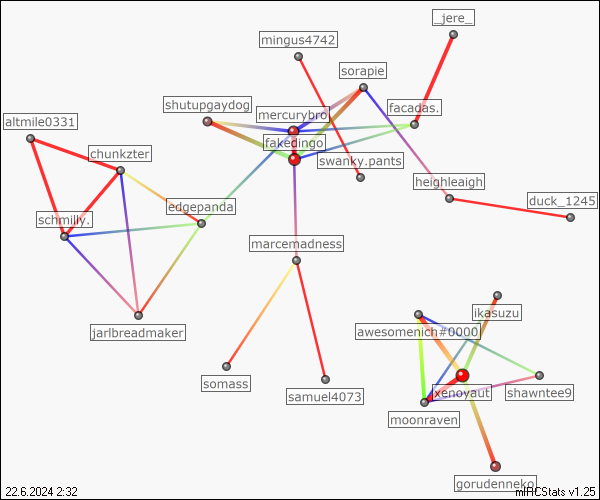 _jere_
mingus4742
sorapie
shutupgaydog
mercurybro
facadas.
altmile0331
fakedingo
chunkzter
swanky.pants
heighleaigh
duck_1245
edgepanda
schmilly.
marcemadness
ikasuzu
jarlbreadmaker
awesomenich#0000
somass
samuel4073
xenoyaut
shawntee9
moonraven
gorudenneko
22.6.2024 2:32
mIRCStats v1.25